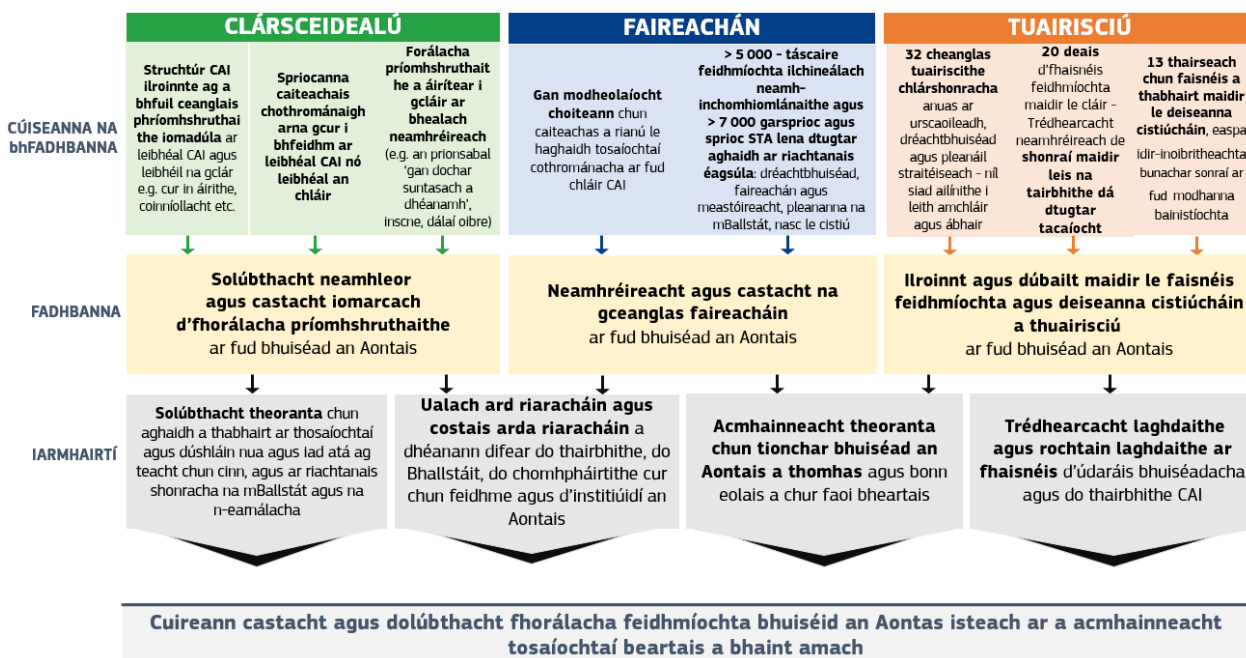 CLÁRSCEIDEALÚ
FAIREACHÁN
TUAIRISCIÚ
CÚISEANNA NA
bhFADHBANNA
Struchtúr CAI
ilroinnte ag a
bhfuil ceanglais
phríomhshruthai
the iomadúla ar
leibhéal CAI agus
leibhéil na gclár
e.g. cur in áirithe,
coinníollacht etc.
Spriocanna
caiteachais
chothrománaigh
arna gcur i
bhfeidhm ar
leibhéal CAI nó
leibhéal an
chláir
Forálacha
príomhshruthait
he a áirítear i
gcláir ar
bhealach
neamhréireach
(e.g. an prionsabal
‘gan dochar
suntasach a
dhéanamh’,
inscne, dálaí oibre)
Gan modheolaíocht
choiteann chun
caiteachas a rianú le
haghaidh tosaíochtaí
cothrománacha ar fud
chláir CAI
> 5 000 - táscaire
feidhmíochta ilchineálach
neamh-
inchomhiomlánaithe agus
> 7 000 garsprioc agus
sprioc STA lena dtugtar
aghaidh ar riachtanais
éagsúla: dréachtbhuiséad,
faireachán agus
meastóireacht, pleananna na
mBallstát, nasc le cistiú
32 cheanglas
tuairiscithe
chlárshonracha
anuas ar
urscaoileadh,
dréachtbhuiséad
agus pleanáil
straitéiseach - níl
siad ailínithe i
leith amchláir
agus ábhair
20 deais
d’fhaisnéis
feidhmíochta
maidir le cláir -
Trédhearcacht
neamhréireach de
shonraí maidir
leis na
tairbhithe dá
dtugtar
tacaíocht
13 thairseach
chun faisnéis a
thabhairt maidir
le deiseanna
cistiúcháin, easpa
idir-inoibritheachta
bunachar sonraí ar
fud modhanna
bainistíochta
FADHBANNA
Solúbthacht neamhleor
agus castacht iomarcach
d’fhorálacha príomhshruthaithe
ar fud bhuiséad an Aontais
Neamhréireacht agus castacht na
gceanglas faireacháin
ar fud bhuiséad an Aontais
Ilroinnt agus dúbailt maidir le faisnéis
feidhmíochta agus deiseanna cistiúcháin
a thuairisciú
ar fud bhuiséad an Aontais
IARMHAIRTÍ
Solúbthacht theoranta chun
aghaidh a thabhairt ar thosaíochtaí
agus dúshláin nua agus iad atá ag
teacht chun cinn, agus ar riachtanais
shonracha na mBallstát agus na
n-earnálacha
Ualach ard riaracháin agus
costais arda riaracháin a
dhéanann difear do thairbhithe, do
Bhallstáit, do chomhpháirtithe cur
chun feidhme agus d’institiúidí an
Aontais
Acmhainneacht theoranta
chun tionchar bhuiséad an
Aontais a thomhas agus bonn
eolais a chur faoi bheartais
Trédhearcacht laghdaithe
agus rochtain laghdaithe ar
fhaisnéis d’údaráis bhuiséadacha
agus do thairbhithe CAI
Cuireann castacht agus dolúbthacht fhorálacha feidhmíochta bhuiséid an Aontas isteach ar a acmhainneacht
tosaíochtaí beartais a bhaint amach